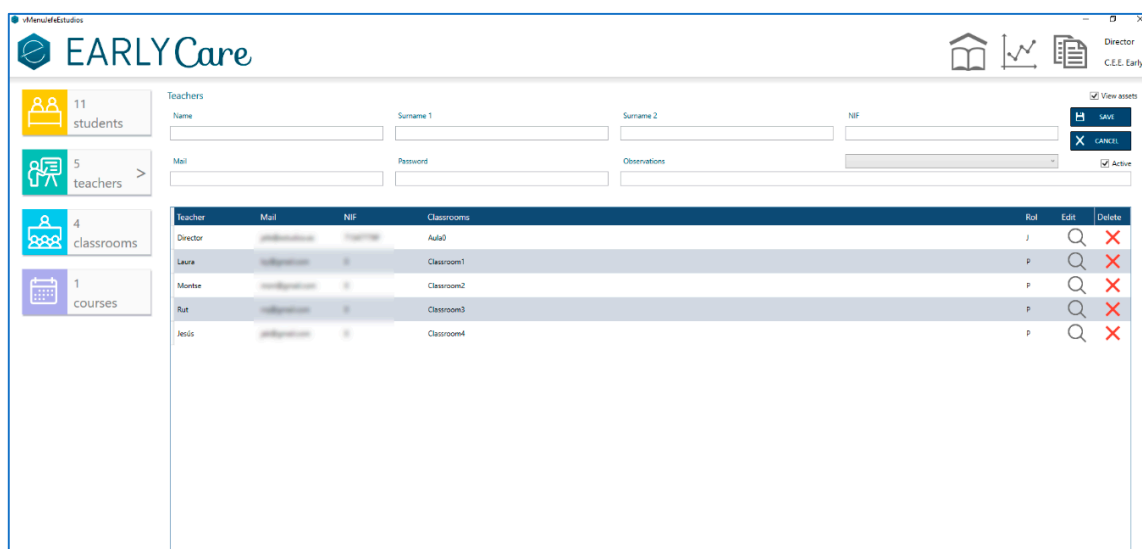 vMenuJefeEstudios
EARLY Care
Director
C.E.E. Early
11
students
5
teachers >
4
classrooms
1
courses
Teachers
View assets
Name Surname 1 Surname 2 NIF
SAVE
CANCEL
Mail Password Observations
Active
Teacher Mail NIF Classrooms Rol Edit Delete
Director Aula0 J
Laura Classroom1 P
Montse Classroom2 P
Rut Classroom3 P
Jesús Classroom4 P